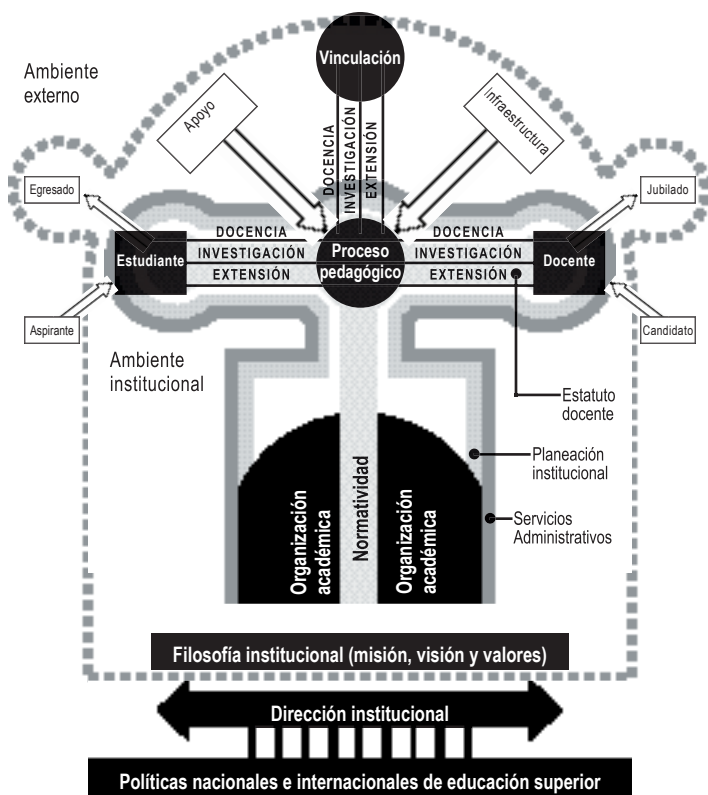 Vinculación
Ambiente
externo
Apoyo
Infraestructura
DOCENCIA
INVESTIGACIÓN
EXTENSIÓN
Egresado
Jubilado
DOCENCIA
INVESTIGACIÓN
EXTENSIÓN
Estudiante
Proceso
pedagógico
DOCENCIA
INVESTIGACIÓN
EXTENSIÓN
Docente
Aspirante
Candidato
Ambiente
institucional
Estatuto
docente
Planeación
institucional
Servicios
Administrativos
Organización
académica
Normatividad
Organización
académica
Filosofía institucional (misión, visión y valores)
Dirección institucional
Políticas nacionales e internacionales de educación superior